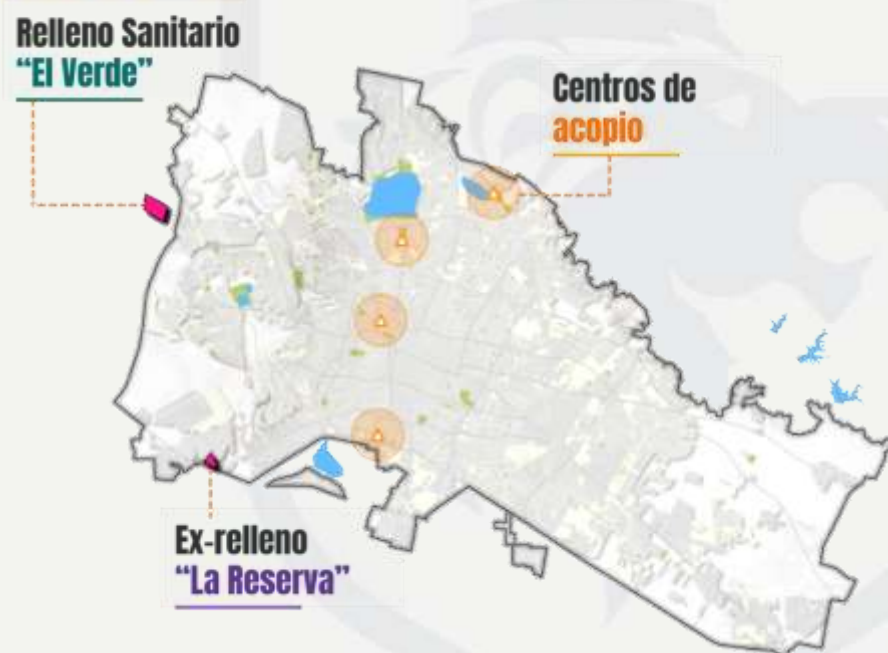 Relleno Sanitario
“El Verde”
Centros de
acopio
Ex-relleno
“La Reserva”